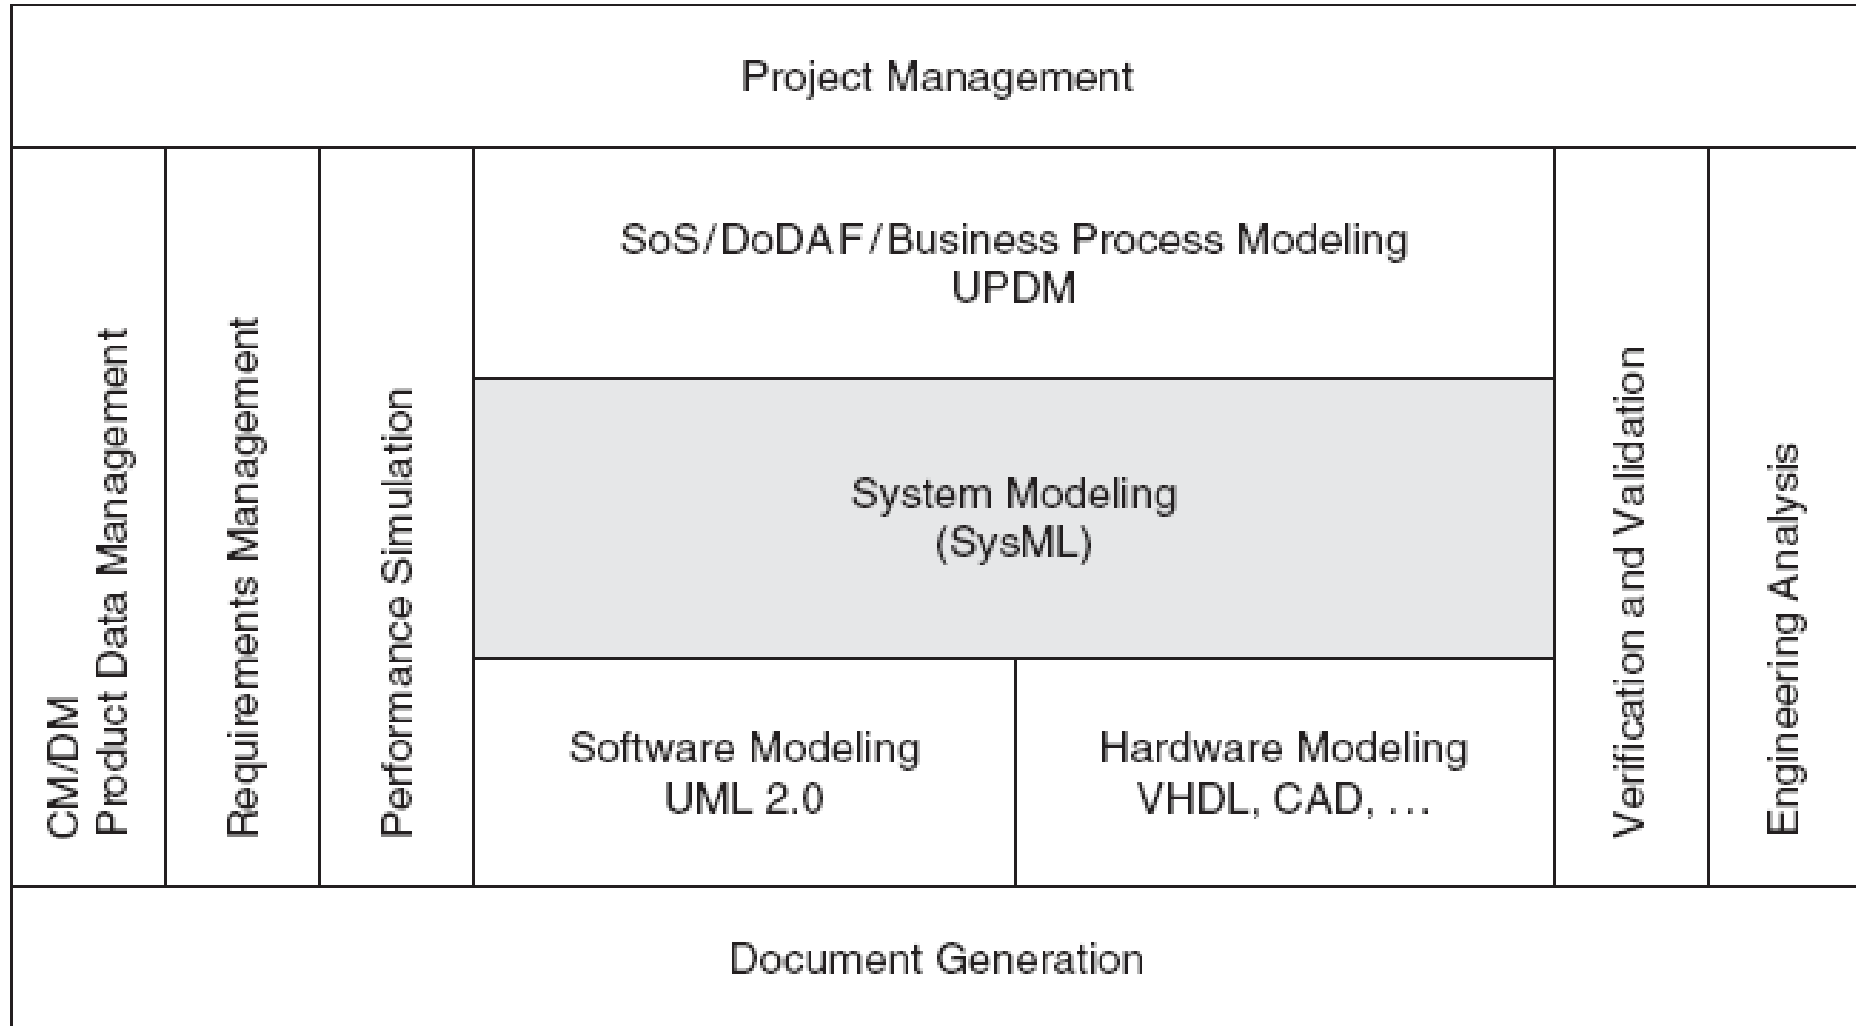 Project Management
CM/DM
Product Data Management
Requirements Management
Performance Simulation
SoS/DoDAF/Business Process Modeling
UPDM
System Modeling
(SysML)
Software Modeling
UML 2.0
Hardware Modeling
VHDL, CAD, ...
Verification and Validation
Engineering Analysis
Document Generation